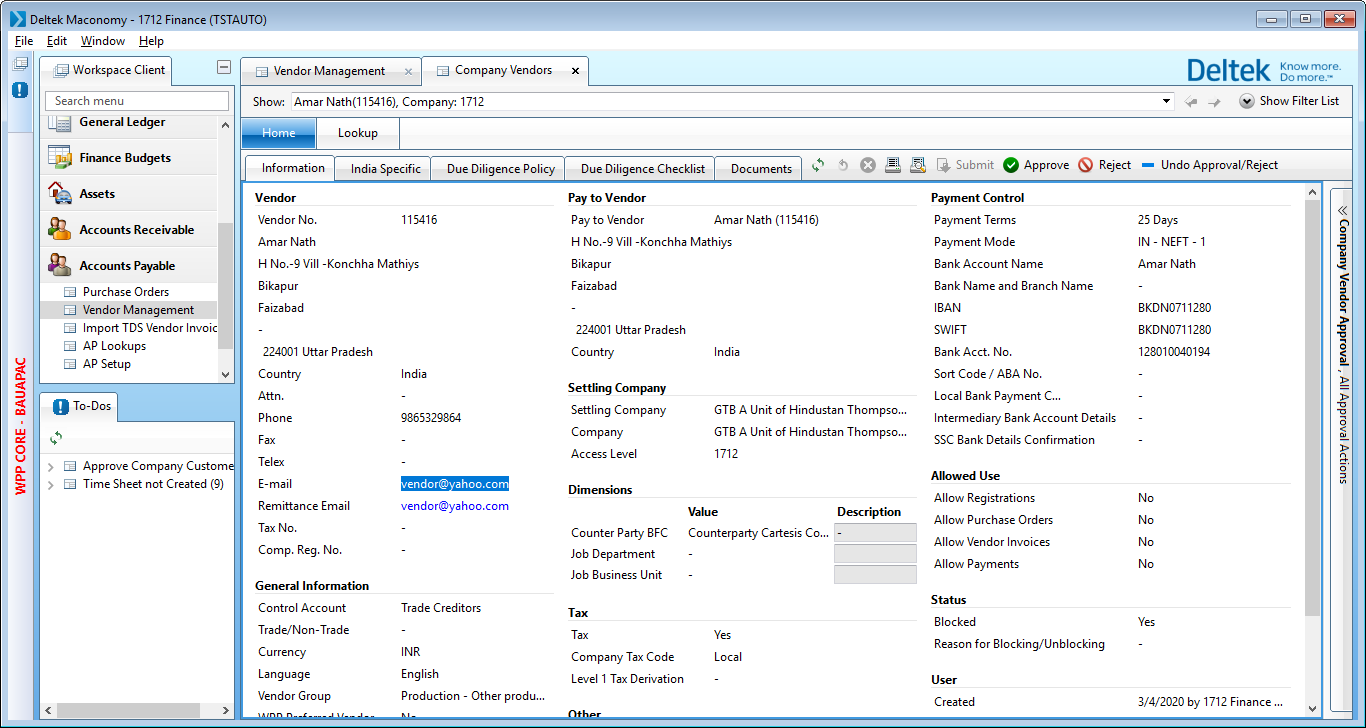 Deltek Maconomy - 1712 Finance (TSTAUTO)
File Edit Window Help
Workspace Client
Vendor Management
Company Vendors
Deltek Know more. Do more.™
Search menu
Show: Amar Nath(115416), Company: 1712
Show Filter List
General Ledger
Finance Budgets
Assets
Accounts Receivable
Accounts Payable
Purchase Orders
Vendor Management
Import TDS Vendor Invoic
AP Lookups
AP Setup
WPP CORE - BAUAPAC
To-Dos
Approve Company Custome
Time Sheet not Created (9)
Home Lookup
Information India Specific Due Diligence Policy Due Diligence Checklist Documents
Submit Approve Reject Undo Approval/Reject
Vendor
Vendor No. 115416
Amar Nath
H No.-9 Vill -Konchha Mathiys
Bikapur
Faizabad
-
224001 Uttar Pradesh
Country India
Attn. -
Phone 9865329864
Fax -
Telex -
E-mail vendor@yahoo.com
Remittance Email vendor@yahoo.com
Tax No. -
Comp. Reg. No. -
General Information
Control Account Trade Creditors
Trade/Non-Trade -
Currency INR
Language English
Vendor Group Production - Other produ...
WPP Preferred Vendor No
Pay to Vendor
Pay to Vendor Amar Nath (115416)
H No.-9 Vill -Konchha Mathiys
Bikapur
Faizabad
-
224001 Uttar Pradesh
Country India
Settling Company
Settling Company GTB A Unit of Hindustan Thompso...
Company GTB A Unit of Hindustan Thompso...
Access Level 1712
Dimensions
Value Description
Counter Party BFC Counterparty Cartesis Co... -
Job Department -
Job Business Unit -
Tax
Tax Yes
Company Tax Code Local
Level 1 Tax Derivation -
Other
Payment Control
Payment Terms 25 Days
Payment Mode IN - NEFT - 1
Bank Account Name Amar Nath
Bank Name and Branch Name -
IBAN BKDN0711280
SWIFT BKDN0711280
Bank Acct. No. 128010040194
Sort Code / ABA No. -
Local Bank Payment C... -
Intermediary Bank Account Details -
SSC Bank Details Confirmation -
Allowed Use
Allow Registrations No
Allow Purchase Orders No
Allow Vendor Invoices No
Allow Payments No
Status
Blocked Yes
Reason for Blocking/Unblocking -
User
Created 3/4/2020 by 1712 Finance ...
Company Vendor Approval , All Approval Actions